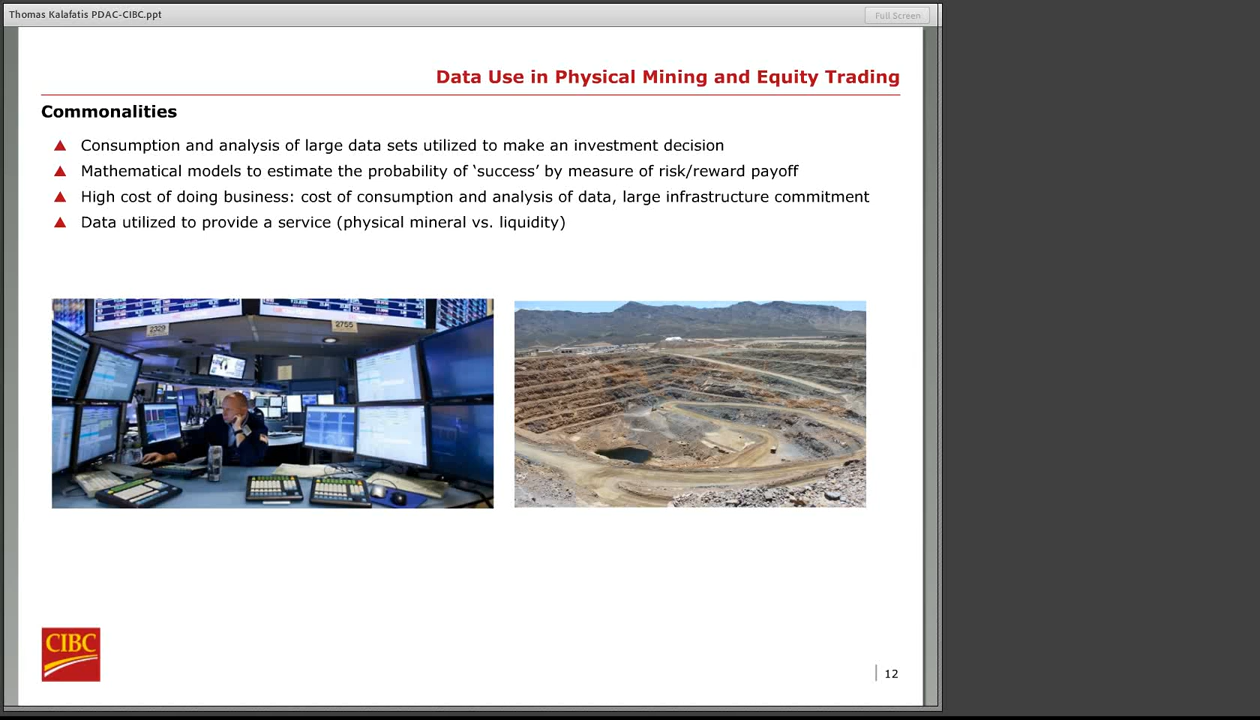 Thomas Kalafatis PDAC-CIBC.ppt
Full Screen
Data Use in Physical Mining and Equity Trading
Commonalities
Consumption and analysis of large data sets utilized to make an investment decision
Mathematical models to estimate the probability of ‘success’ by measure of risk/reward payoff
High cost of doing business: cost of consumption and analysis of data, large infrastructure commitment
Data utilized to provide a service (physical mineral vs. liquidity)
2329
2755
CIBC
12